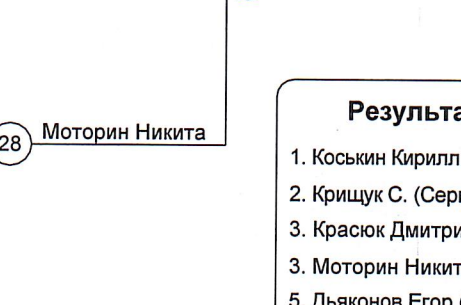 28 Моторин Никита
Результа
1. Коськин Кирилл
2. Крищук С. (Сер
3. Красюк Дмитри
3. Моторин Никит
5. Дьяконов Егор